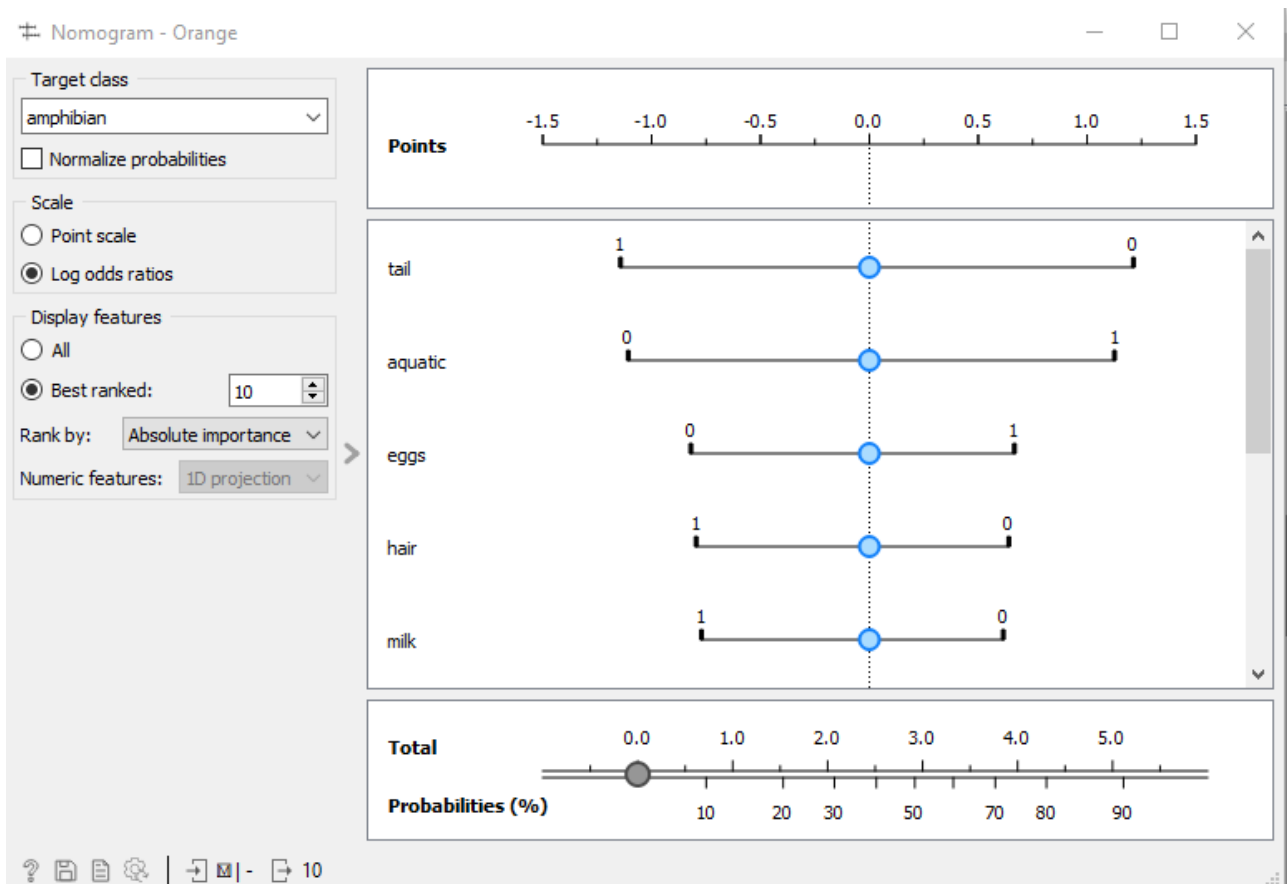 Nomogram - Orange
Target class
amphibian
Normalize probabilities
Scale
Point scale
Log odds ratios
Display features
All
Best ranked: 10
Rank by: Absolute importance
Numeric features: 1D projection
Points -1.5 -1.0 -0.5 0.0 0.5 1.0 1.5
1 0
tail
0 1
aquatic
0 1
eggs
1 0
hair
1 0
milk
Total 0.0 1.0 2.0 3.0 4.0 5.0
Probabilities (%) 10 20 30 50 70 80 90
? | M | - 10